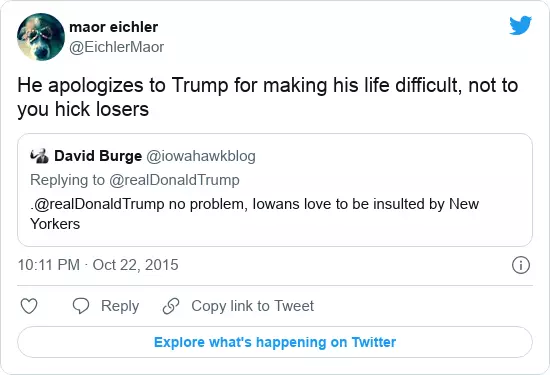 maor eichler
@EichlerMaor
He apologizes to Trump for making his life difficult, not to
you hick losers
David Burge @iowahawkblog
Replying to @realDonaldTrump
.@realDonaldTrump no problem, Iowans love to be insulted by New
Yorkers
10:11 PM · Oct 22, 2015
Reply
Copy link to Tweet
Explore what's happening on Twitter